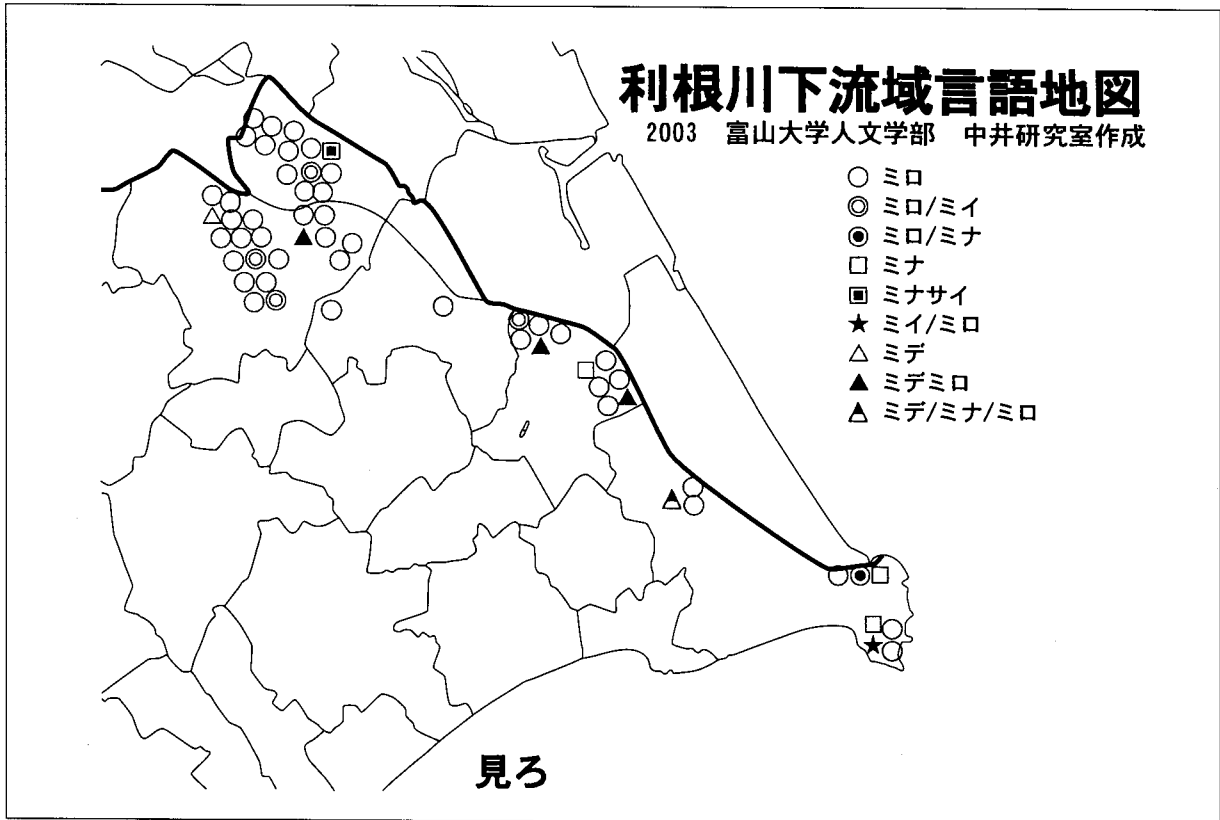 利根川下流域言語地図
2003 富山大学人文学部 中井研究室作成
ミロ
ミロ/ミイ
ミロ/ミナ
ミナ
ミナサイ
ミイ/ミロ
ミデ
ミデミロ
ミデ/ミナ/ミロ
見ろ